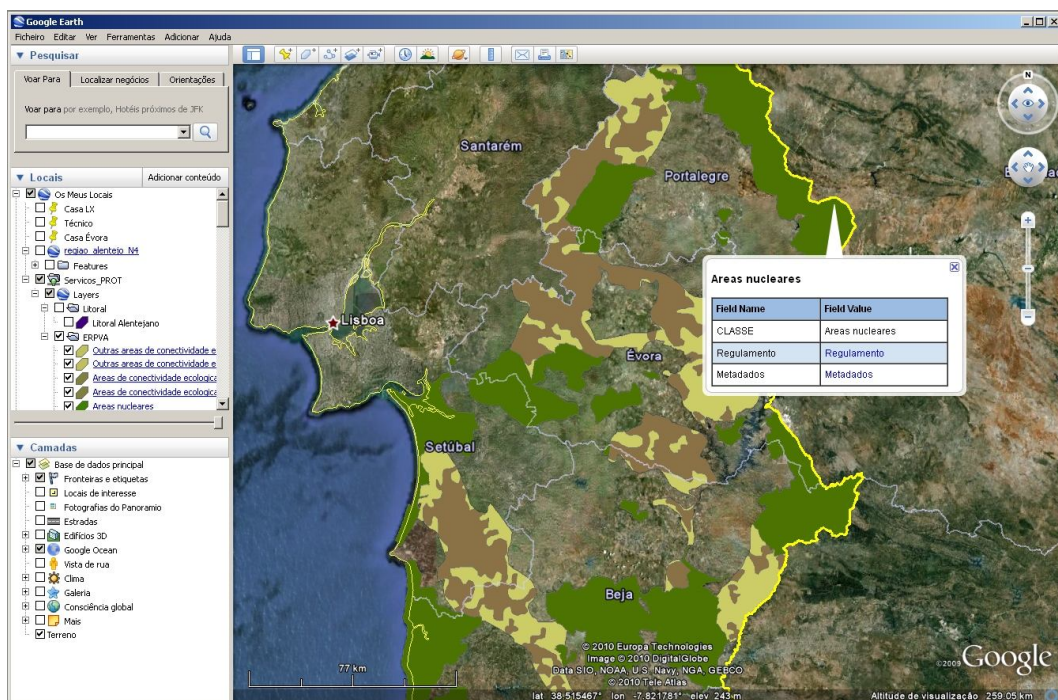 Google Earth
Ficheiro Editar Ver Ferramentas Adicionar Ajuda
Pesquisar
Voar Para Localizar negócios Orientações
Voar para por exemplo, Hotéis próximos de JFK
Locais Adicionar conteúdo
Os Meus Locais
Casa LX
Técnico
Casa Évora
regiao_alentejo_N4
Features
Servicos_PROT
Layers
Litoral
Litoral Alentejano
ERPVA
Outras areas de conectividade e
Outras areas de conectividade e
Areas de conectividade ecologica
Areas de conectividade ecologica
Areas nucleares
Camadas
Base de dados principal
Fronteiras e etiquetas
Locais de interesse
Fotografias do Panoramio
Estradas
Edifícios 3D
Google Ocean
Vista de rua
Clima
Galeria
Consciência global
Mais
Terreno
N
Santarém
Portalegre
Lisboa
Évora
Setúbal
Beja
Areas nucleares
Field Name Field Value
CLASSE Areas nucleares
Regulamento Regulamento
Metadados Metadados
77 km
© 2010 Europa Technologies
Image © 2010 DigitalGlobe
Data SIO, NOAA, U.S. Navy, NGA, GEBCO
© 2010 Tele Atlas
©2009 Google
lat 38.515467° lon -7.821781° elev 243 m
Altitude de visualização 259.05 km